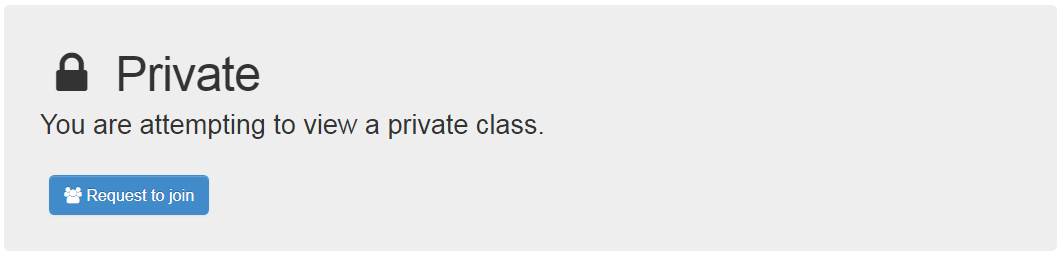 Private
You are attempting to view a private class.
Request to join